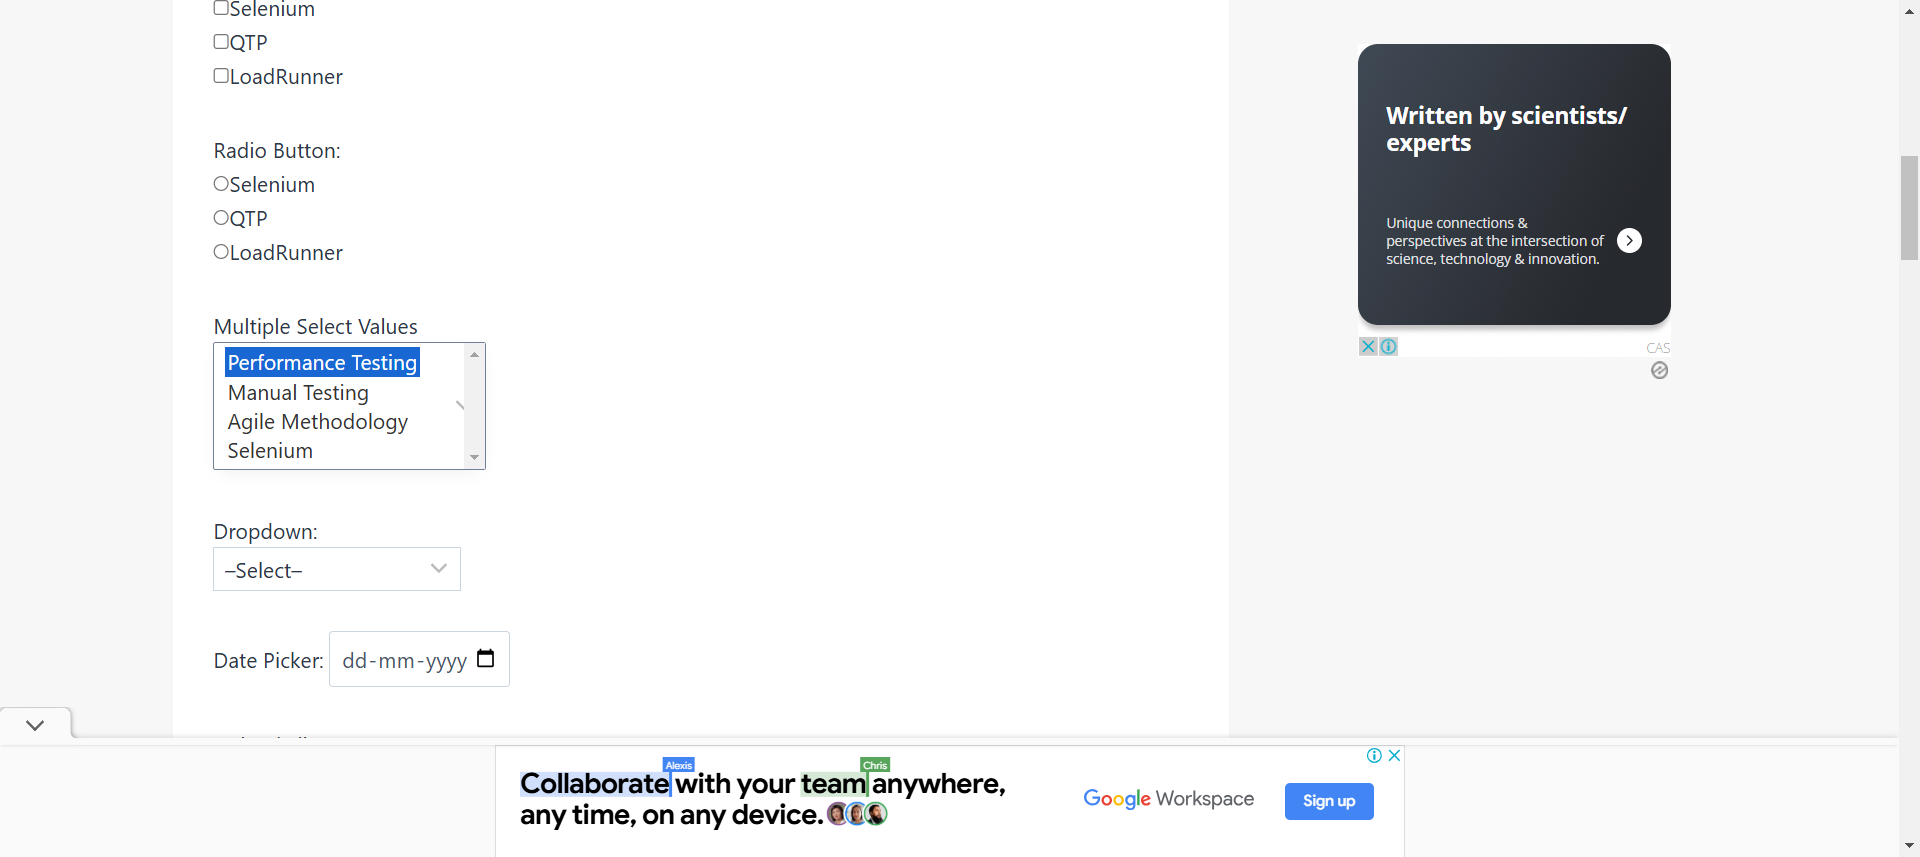 Selenium
QTP
LoadRunner
Radio Button:
Selenium
QTP
LoadRunner
Multiple Select Values
Performance Testing
Manual Testing
Agile Methodology
Selenium
Dropdown:
–Select–
Date Picker: dd-mm-yyyy
Written by scientists/
experts
Unique connections &
perspectives at the intersection of
science, technology & innovation.
CAS
Alexis
Chris
Collaborate with your team anywhere,
any time, on any device.
Google Workspace
Sign up